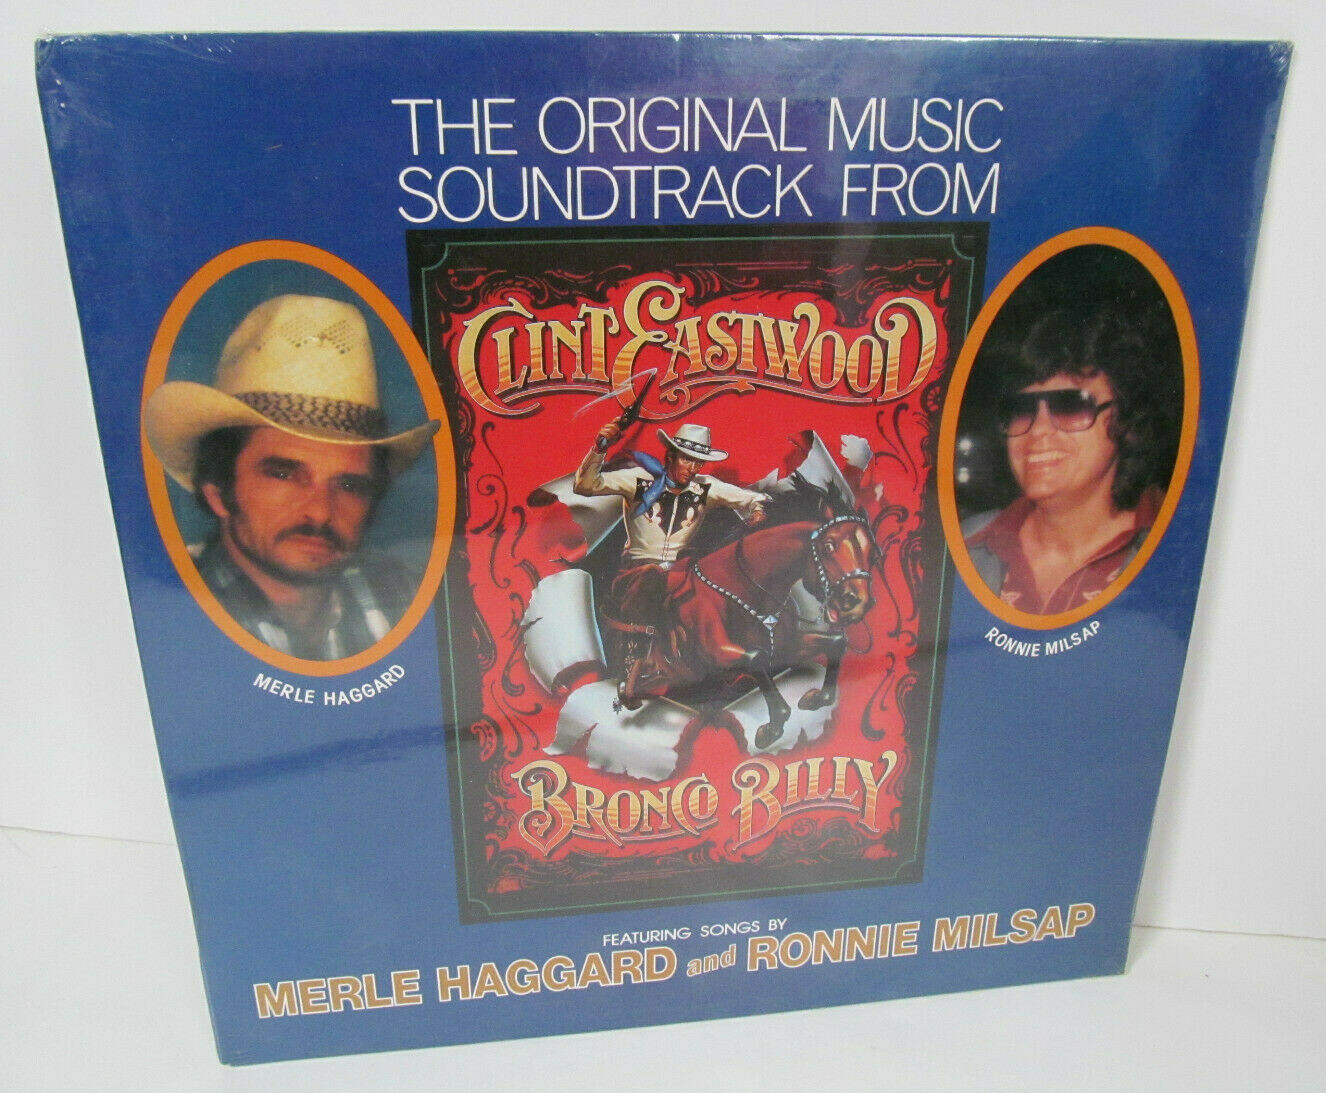 THE ORIGINAL MUSIC
SOUNDTRACK FROM
CLINT EASTWOOD
BRONCO BILLY
MERLE HAGGARD
RONNIE MILSAP
FEATURING SONGS BY
MERLE HAGGARD and RONNIE MILSAP